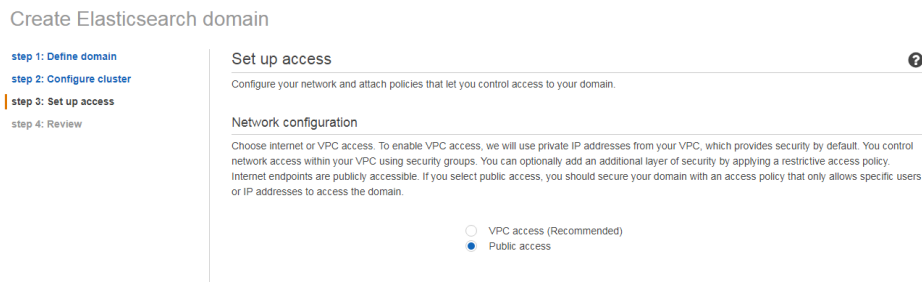 Create Elasticsearch domain
step 1: Define domain
step 2: Configure cluster
step 3: Set up access
step 4: Review
Set up access
?
Configure your network and attach policies that let you control access to your domain.
Network configuration
Choose internet or VPC access. To enable VPC access, we will use private IP addresses from your VPC, which provides security by default. You control
network access within your VPC using security groups. You can optionally add an additional layer of security by applying a restrictive access policy.
Internet endpoints are publicly accessible. If you select public access, you should secure your domain with an access policy that only allows specific users
or IP addresses to access the domain.
VPC access (Recommended)
Public access